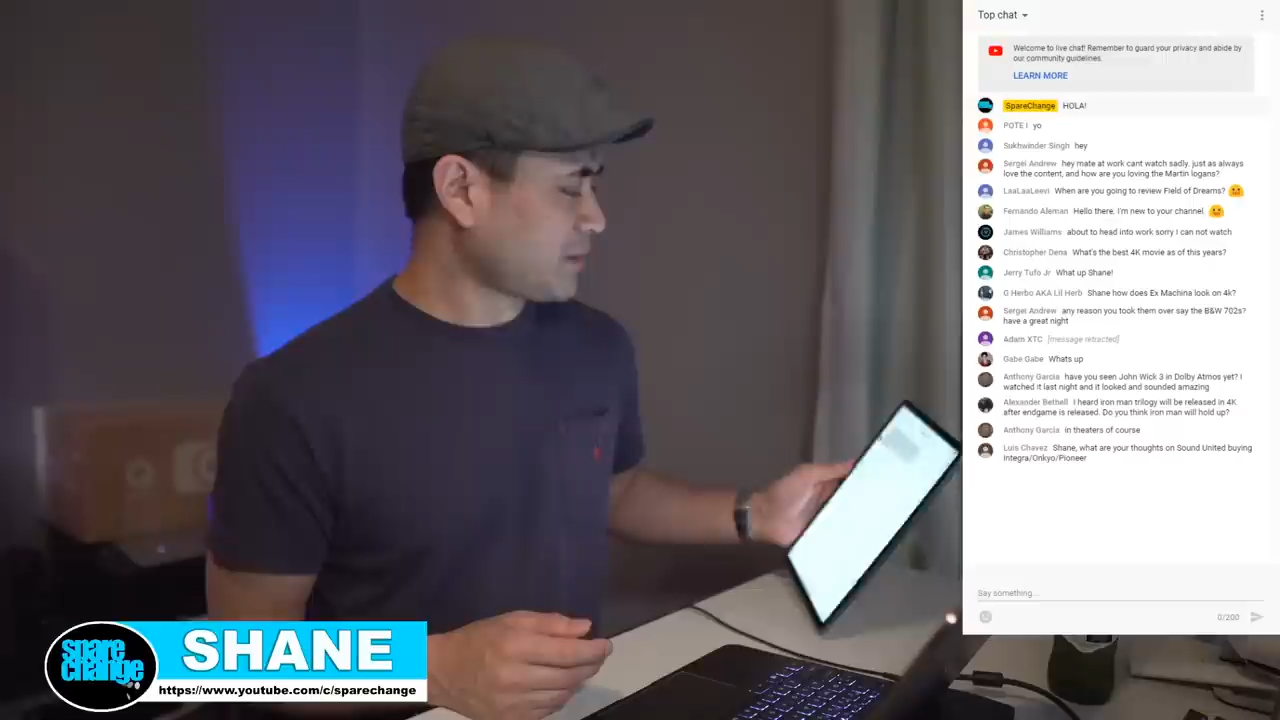 Top chat
Welcome to live chat! Remember to guard your privacy and abide by
our community guidelines.
LEARN MORE
SpareChange HOLA!
POTE I yo
Sukhwinder Singh hey
Sergei Andrew hey mate at work cant watch sadly. just as always
love the content, and how are you loving the Martin logans?
LaaLaaLeevi When are you going to review Field of Dreams?
Fernando Aleman Hello there. I'm new to your channel.
James Williams about to head into work sorry I can not watch
Christopher Dena What's the best 4K movie as of this years?
Jerry Tufo Jr What up Shane!
G Herbo AKA Lil Herb Shane how does Ex Machina look on 4k?
Sergei Andrew any reason you took them over say the B&W 702s?
have a great night
Adam XTC [message retracted]
Gabe Gabe Whats up
Anthony Garcia have you seen John Wick 3 in Dolby Atmos yet? I
watched it last night and it looked and sounded amazing
Alexander Bethell I heard iron man trilogy will be released in 4K
after endgame is released. Do you think iron man will hold up?
Anthony Garcia in theaters of course
Luis Chavez Shane, what are your thoughts on Sound United buying
Integra/Onkyo/Pioneer
Say something...
0/200
spare
change
SHANE
https://www.youtube.com/c/sparechange